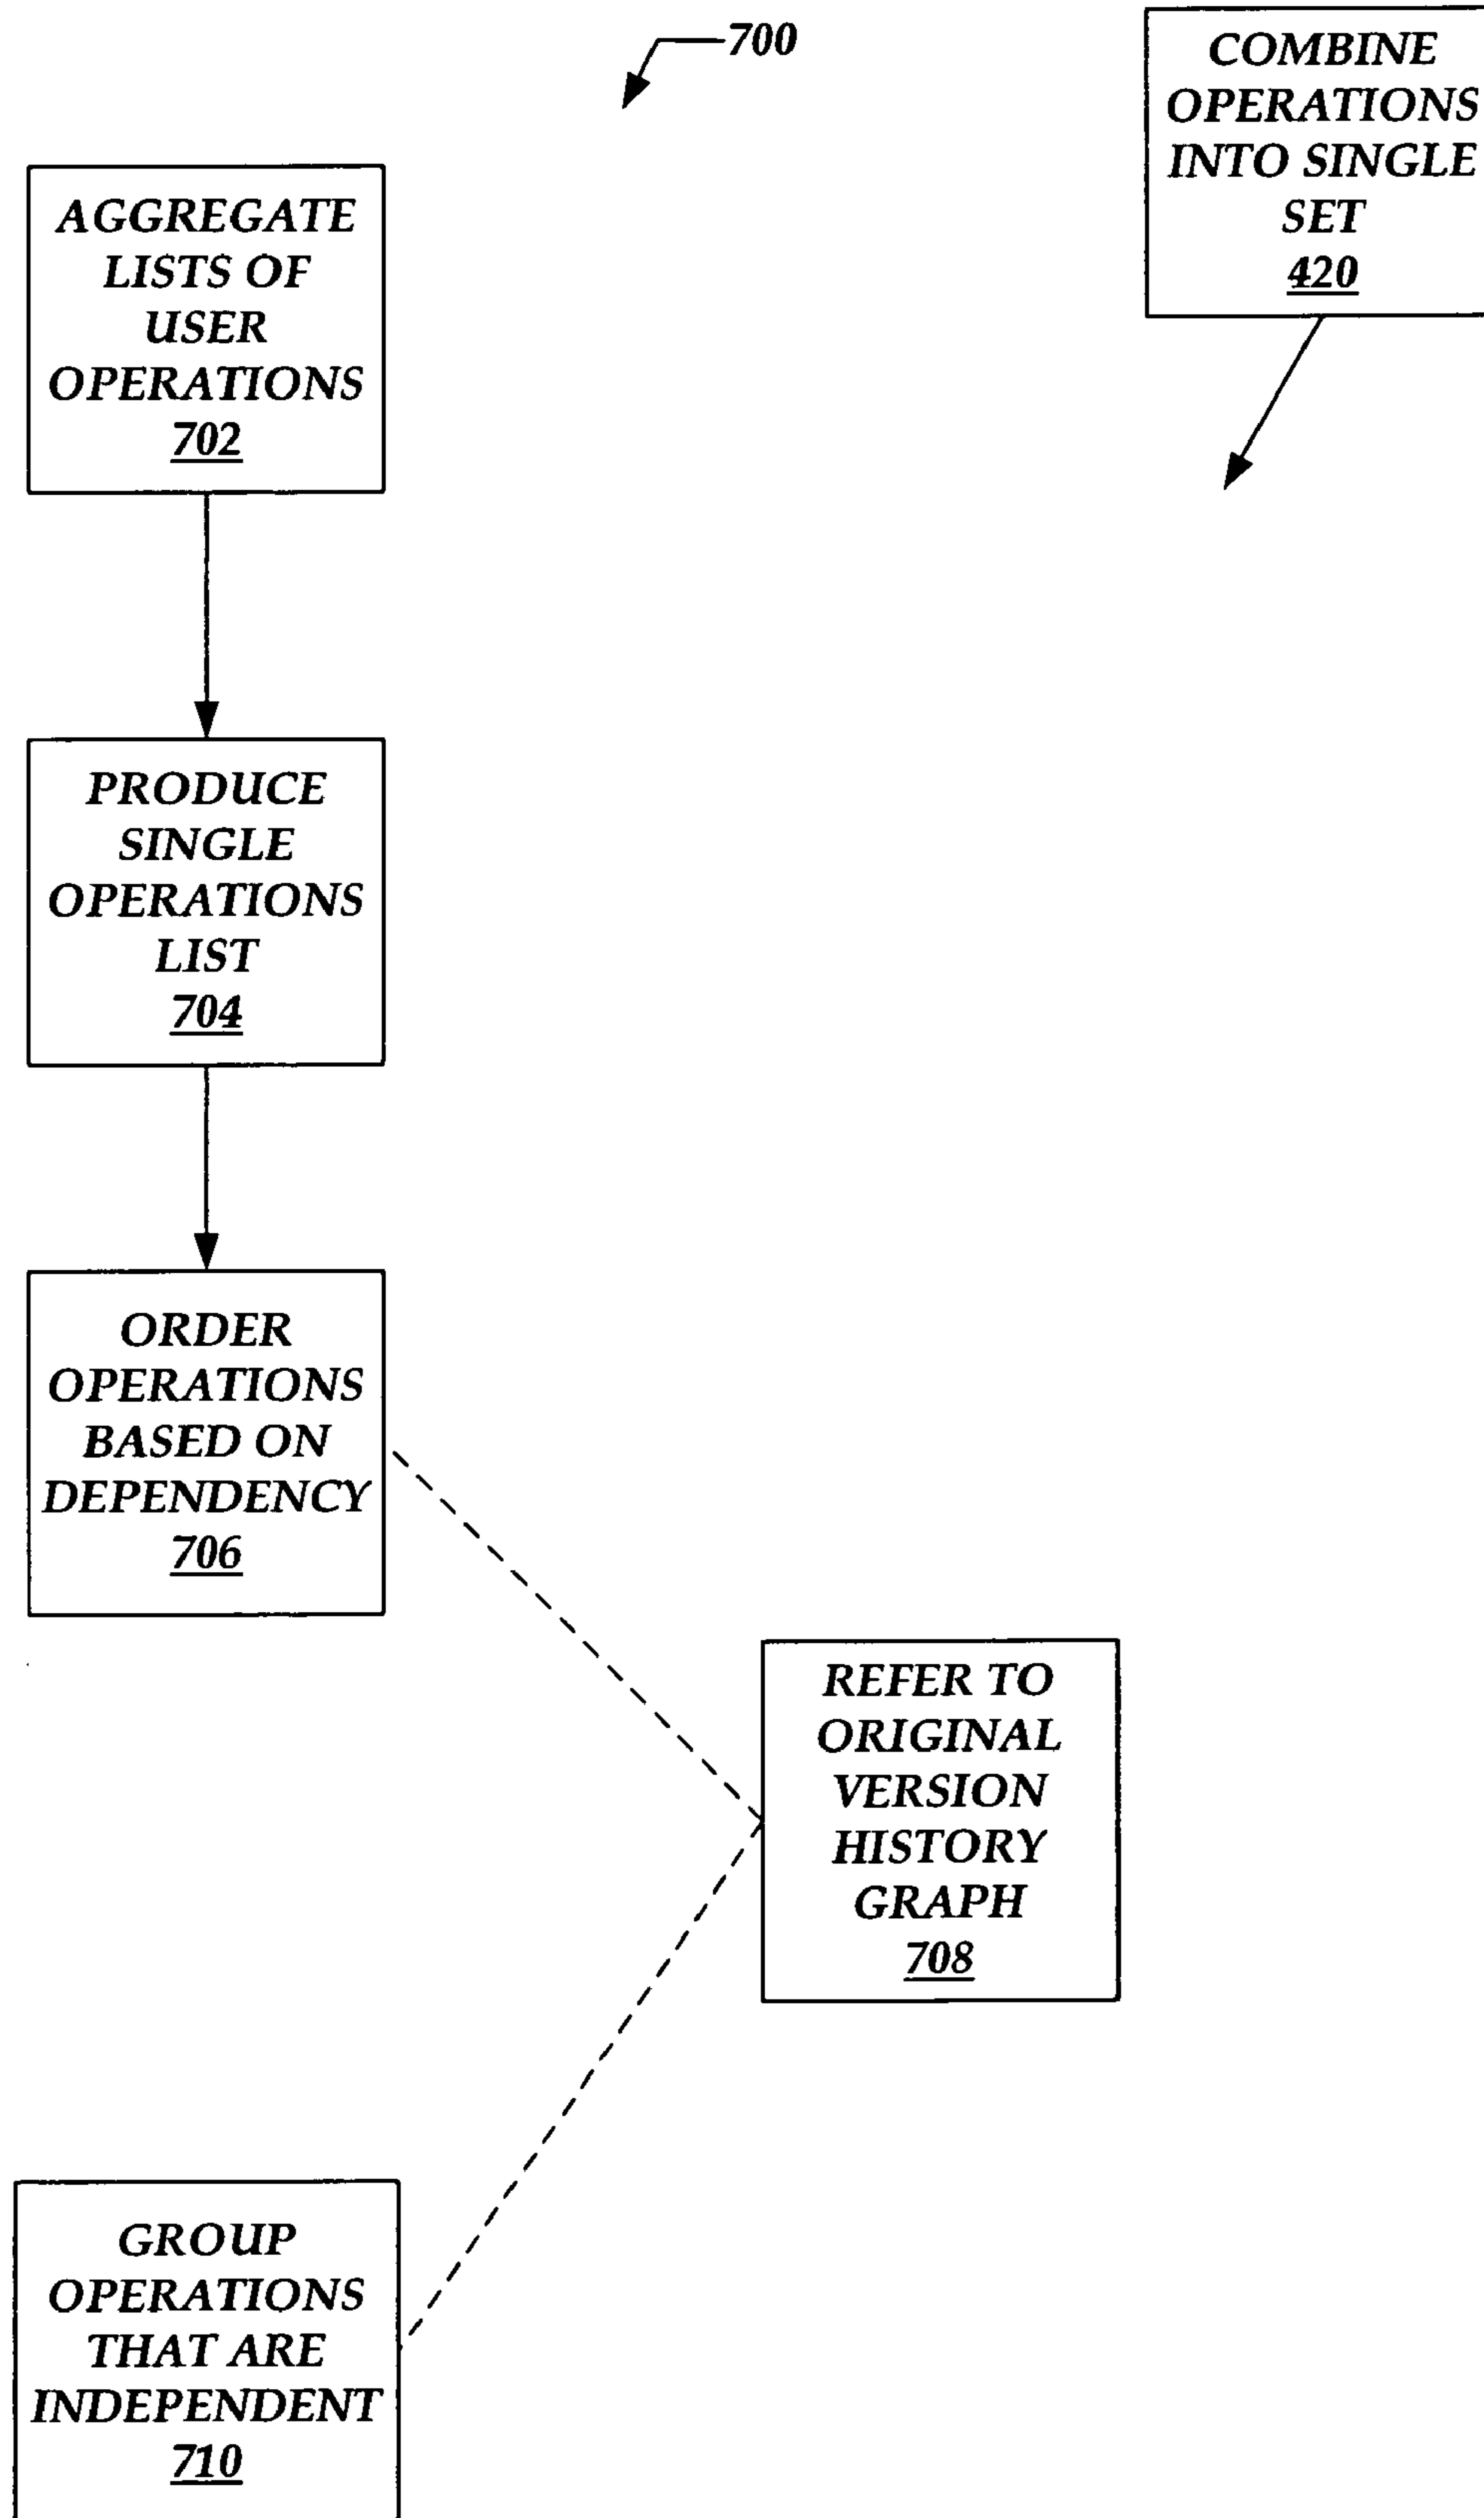 700
COMBINE
OPERATIONS
INTO SINGLE
SET
420
AGGREGATE
LISTS OF
USER
OPERATIONS
702
PRODUCE
SINGLE
OPERATIONS
LIST
704
ORDER
OPERATIONS
BASED ON
DEPENDENCY
706
REFER TO
ORIGINAL
VERSION
HISTORY
GRAPH
708
GROUP
OPERATIONS
THAT ARE
INDEPENDENT
710